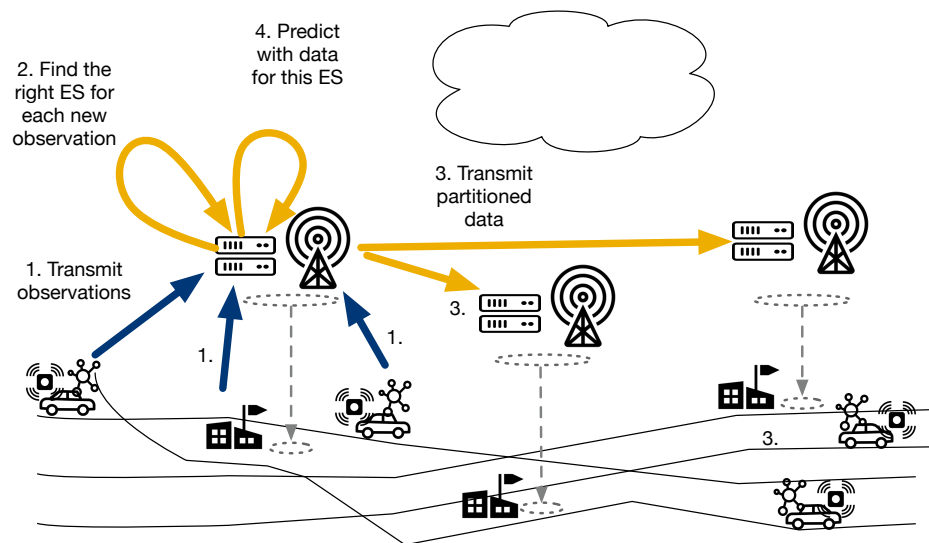 4. Predict
with data
for this ES
2. Find the
right ES for
each new
observation
3. Transmit
partitioned
data
1. Transmit
observations
3.
1.
1.
3.